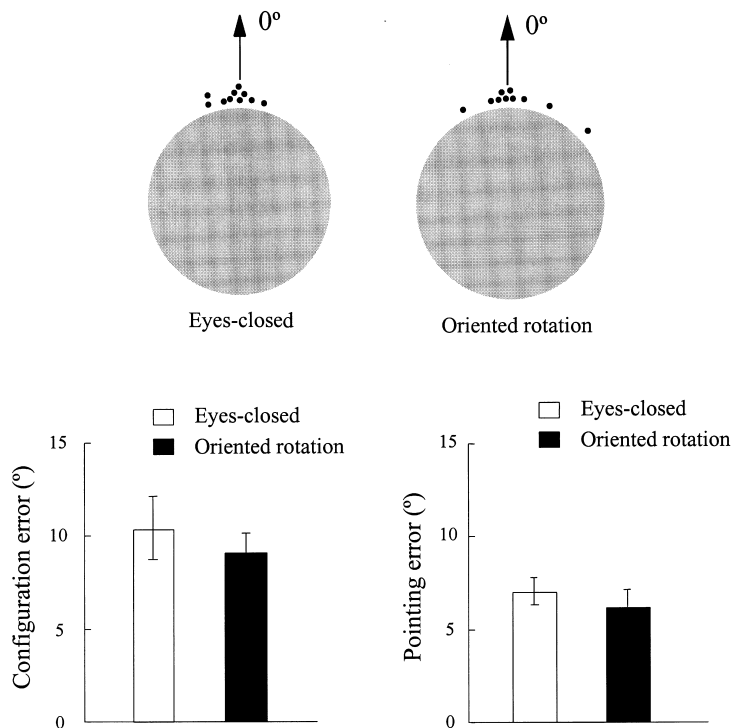 0º
0º
Eyes-closed
Oriented rotation
Eyes-closed
Oriented rotation
15
10
5
0
Configuration error (º)
Eyes-closed
Oriented rotation
15
10
5
0
Pointing error (º)